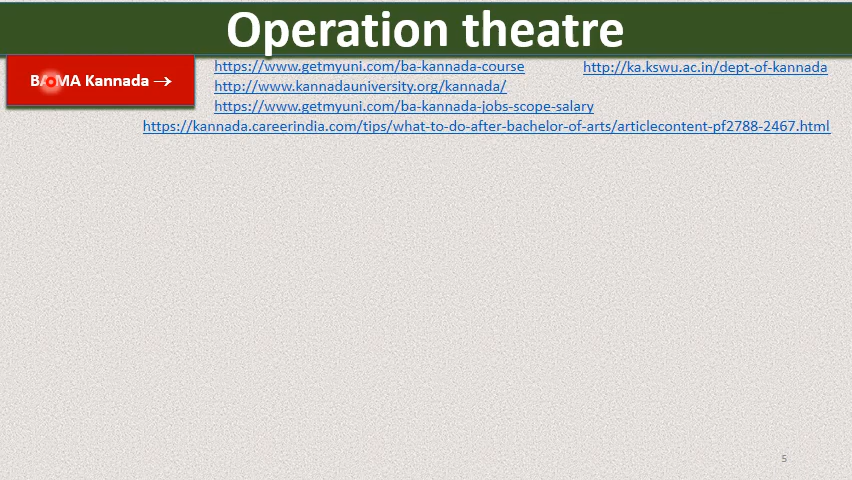 Operation theatre
MA Kannada →
https://www.getmyuni.com/ba-kannada-course
http://ka.kswu.ac.in/dept-of-kannada
http://www.kannadauniversity.org/kannada/
https://www.getmyuni.com/ba-kannada-jobs-scope-salary
https://kannada.careerindia.com/tips/what-to-do-after-bachelor-of-arts/articlecontent-pf2788-2467.html
5